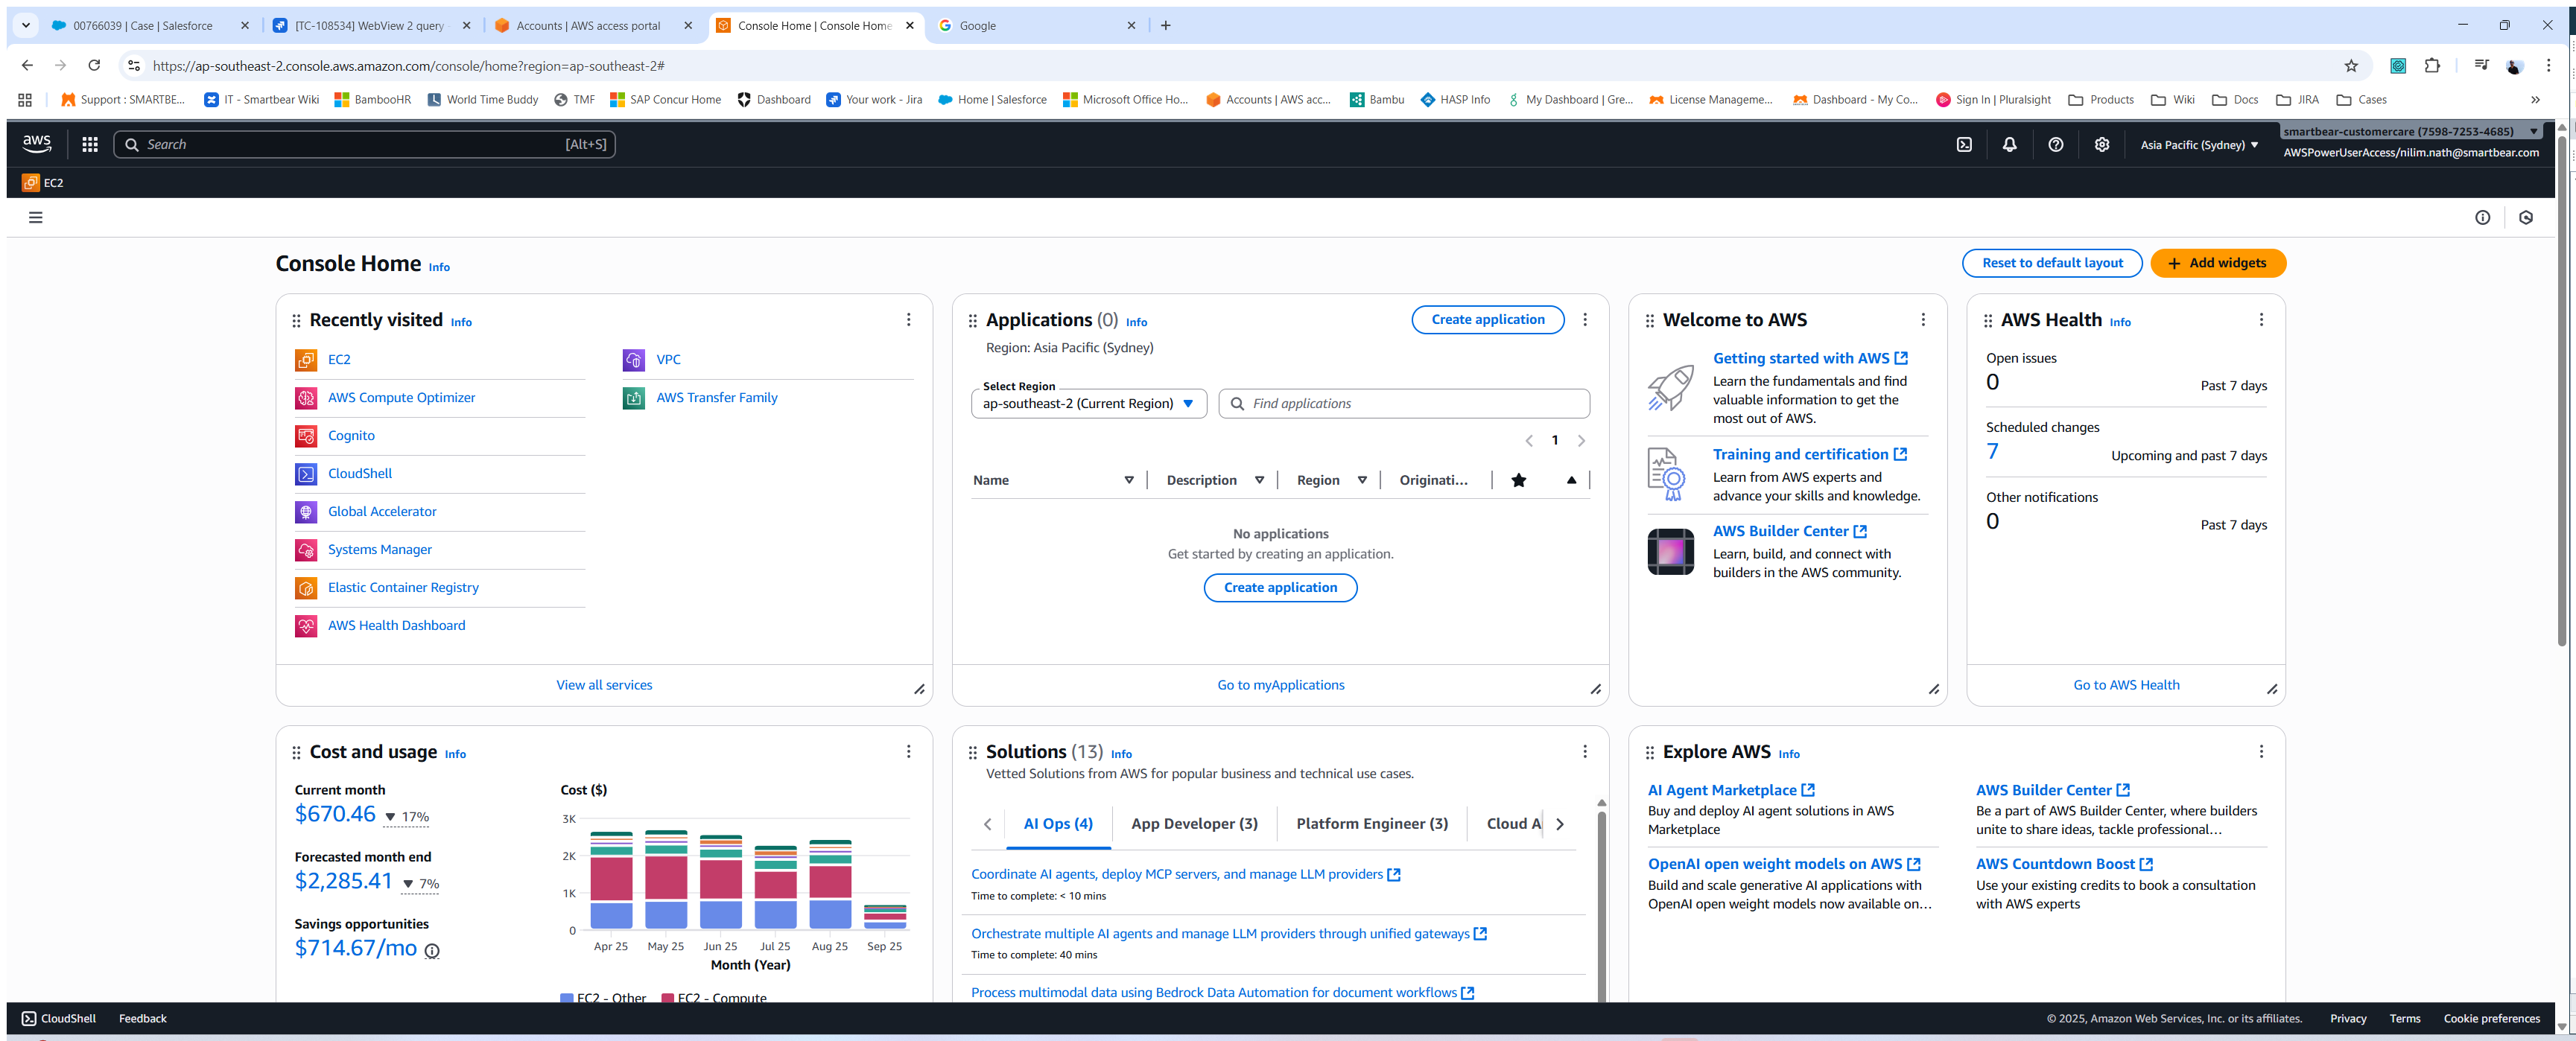 00766039 | Case | Salesforce
[TC-108534] WebView 2 query
Accounts | AWS access portal
Console Home | Console Home
Google
https://ap-southeast-2.console.aws.amazon.com/console/home?region=ap-southeast-2#
Support : SMARTBE...
IT - Smartbear Wiki
BambooHR
World Time Buddy
TMF
SAP Concur Home
Dashboard
Your work - Jira
Home | Salesforce
Microsoft Office Ho...
Accounts | AWS acc...
Bambu
HASP Info
My Dashboard | Gre...
License Manageme...
Dashboard - My Co...
Sign In | Pluralsight
Products
Wiki
Docs
JIRA
Cases
aws
Search
[Alt+S]
Asia Pacific (Sydney)
smartbear-customercare (7598-7253-4685)
AWSPowerUserAccess/nilim.nath@smartbear.com
EC2
Console Home Info
Reset to default layout
Add widgets
Recently visited Info
EC2
AWS Compute Optimizer
Cognito
CloudShell
Global Accelerator
Systems Manager
Elastic Container Registry
AWS Health Dashboard
VPC
AWS Transfer Family
View all services
Applications (0) Info
Create application
Region: Asia Pacific (Sydney)
Select Region
ap-southeast-2 (Current Region)
Find applications
1
Name
Description
Region
Originati...
No applications
Get started by creating an application.
Create application
Go to myApplications
Welcome to AWS
Getting started with AWS
Learn the fundamentals and find
valuable information to get the
most out of AWS.
Training and certification
Learn from AWS experts and
advance your skills and knowledge.
AWS Builder Center
Learn, build, and connect with
builders in the AWS community.
AWS Health Info
Open issues
0
Past 7 days
Scheduled changes
7
Upcoming and past 7 days
Other notifications
0
Past 7 days
Go to AWS Health
Cost and usage Info
Current month
$670.46 17%
Forecasted month end
$2,285.41 7%
Savings opportunities
$714.67/mo
Cost ($)
3K
2K
1K
0
Apr 25
May 25
Jun 25
Jul 25
Aug 25
Sep 25
Month (Year)
EC2 - Other
EC2 - Compute
Solutions (13) Info
Vetted Solutions from AWS for popular business and technical use cases.
AI Ops (4)
App Developer (3)
Platform Engineer (3)
Cloud A
Coordinate AI agents, deploy MCP servers, and manage LLM providers
Time to complete: < 10 mins
Orchestrate multiple AI agents and manage LLM providers through unified gateways
Time to complete: 40 mins
Process multimodal data using Bedrock Data Automation for document workflows
Explore AWS Info
AI Agent Marketplace
Buy and deploy AI agent solutions in AWS
Marketplace
OpenAI open weight models on AWS
Build and scale generative AI applications with
OpenAI open weight models now available on...
AWS Builder Center
Be a part of AWS Builder Center, where builders
unite to share ideas, tackle professional...
AWS Countdown Boost
Use your existing credits to book a consultation
with AWS experts
CloudShell
Feedback
© 2025, Amazon Web Services, Inc. or its affiliates.
Privacy
Terms
Cookie preferences